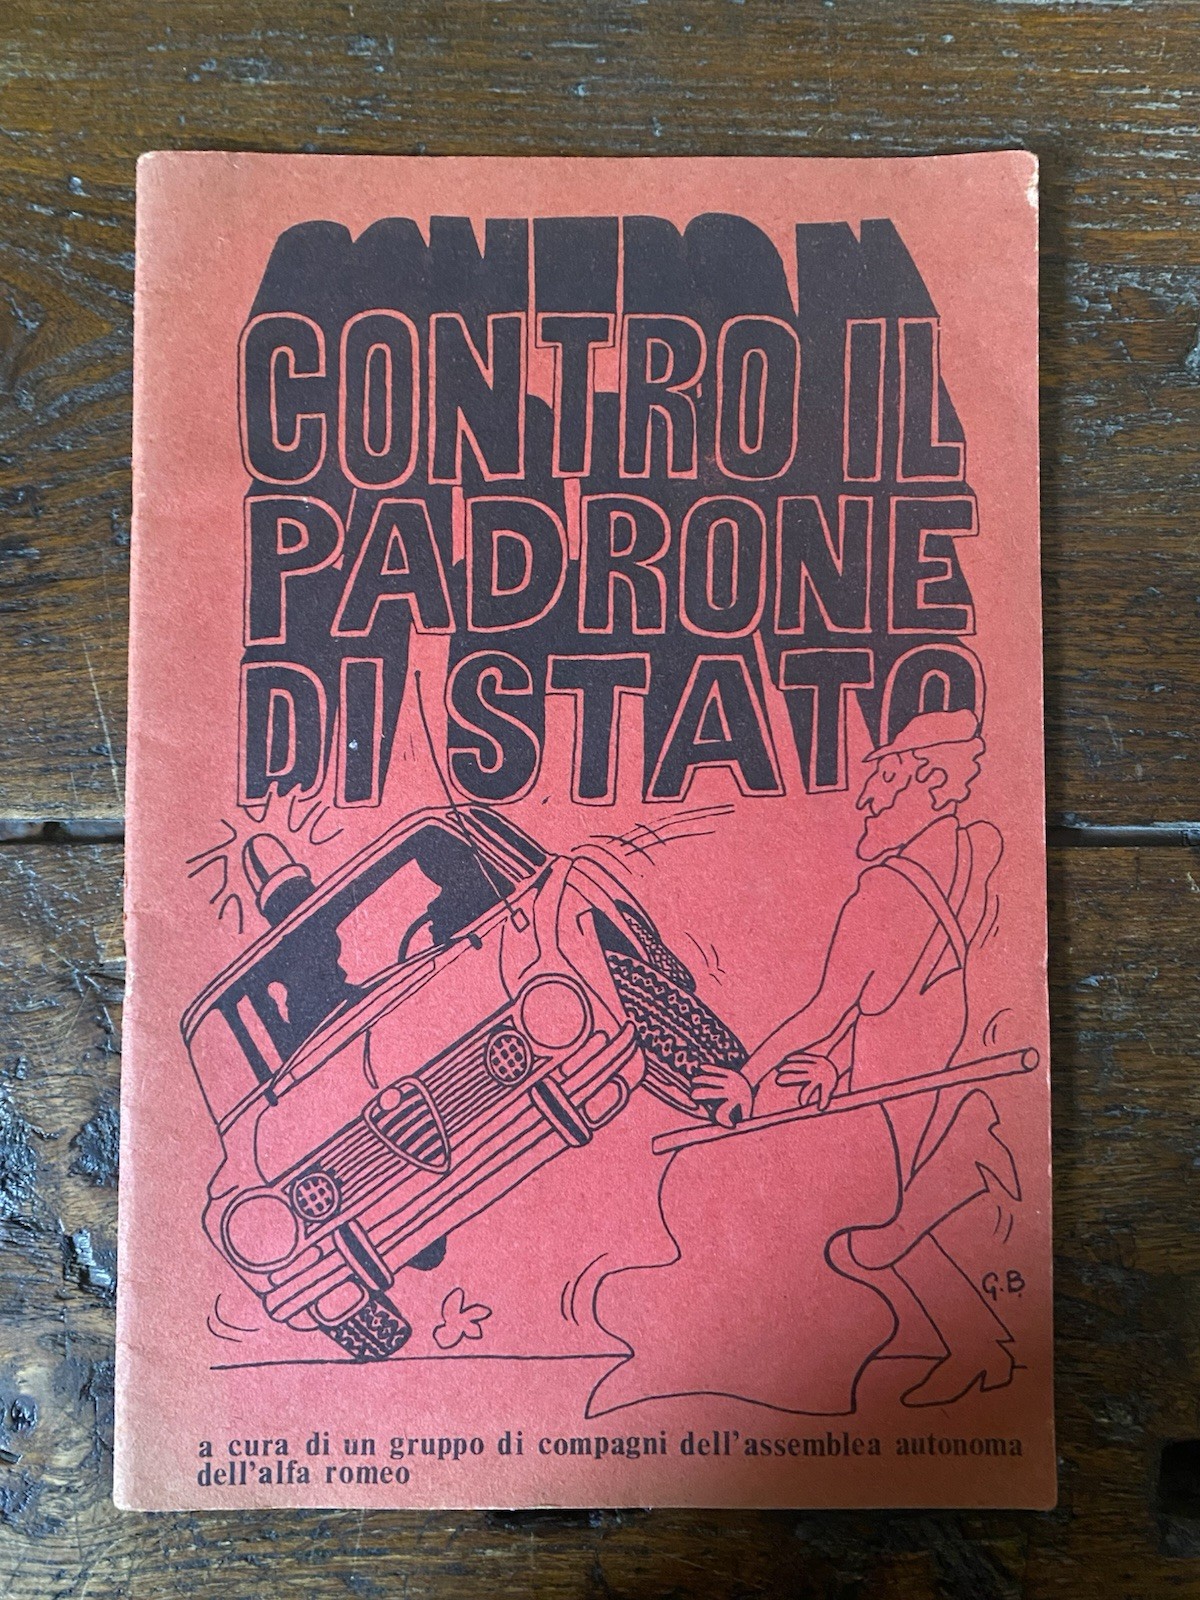 CONTRO IL
PADRONE
DI STATO
G.B.
a cura di un gruppo di compagni dell'assemblea autonoma
dell'alfa romeo